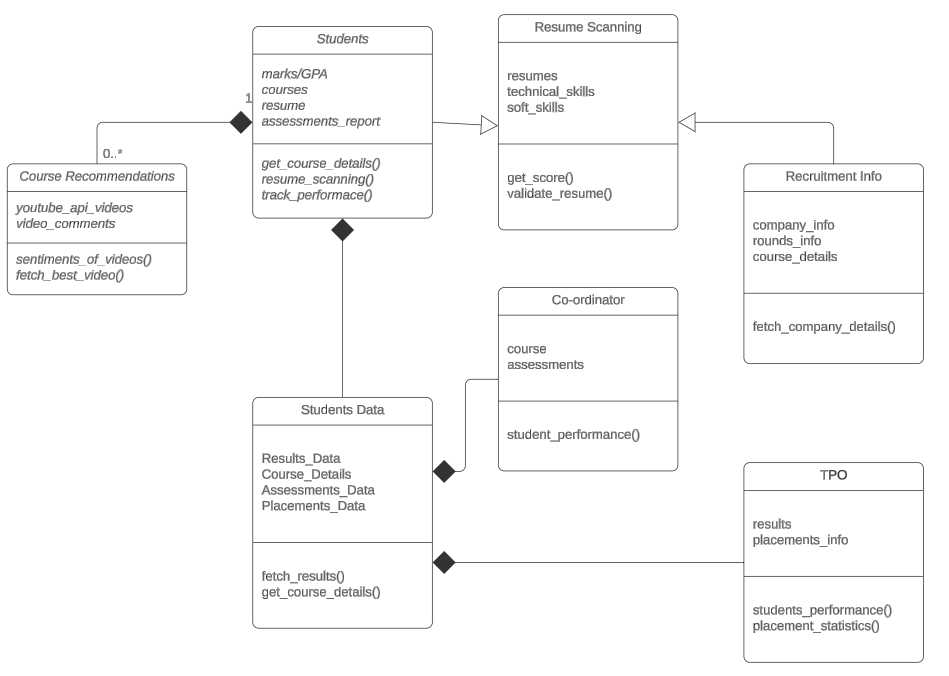 Students
marks/GPA
courses
resume
assessments_report
get_course_details()
resume_scanning()
track_performace()
Resume Scanning
resumes
technical_skills
soft_skills
get_score()
validate_resume()
1
0..*
Course Recommendations
youtube_api_videos
video_comments
sentiments_of_videos()
fetch_best_video()
Recruitment Info
company_info
rounds_info
course_details
fetch_company_details()
Co-ordinator
course
assessments
student_performance()
Students Data
Results_Data
Course_Details
Assessments_Data
Placements_Data
fetch_results()
get_course_details()
TPO
results
placements_info
students_performance()
placement_statistics()